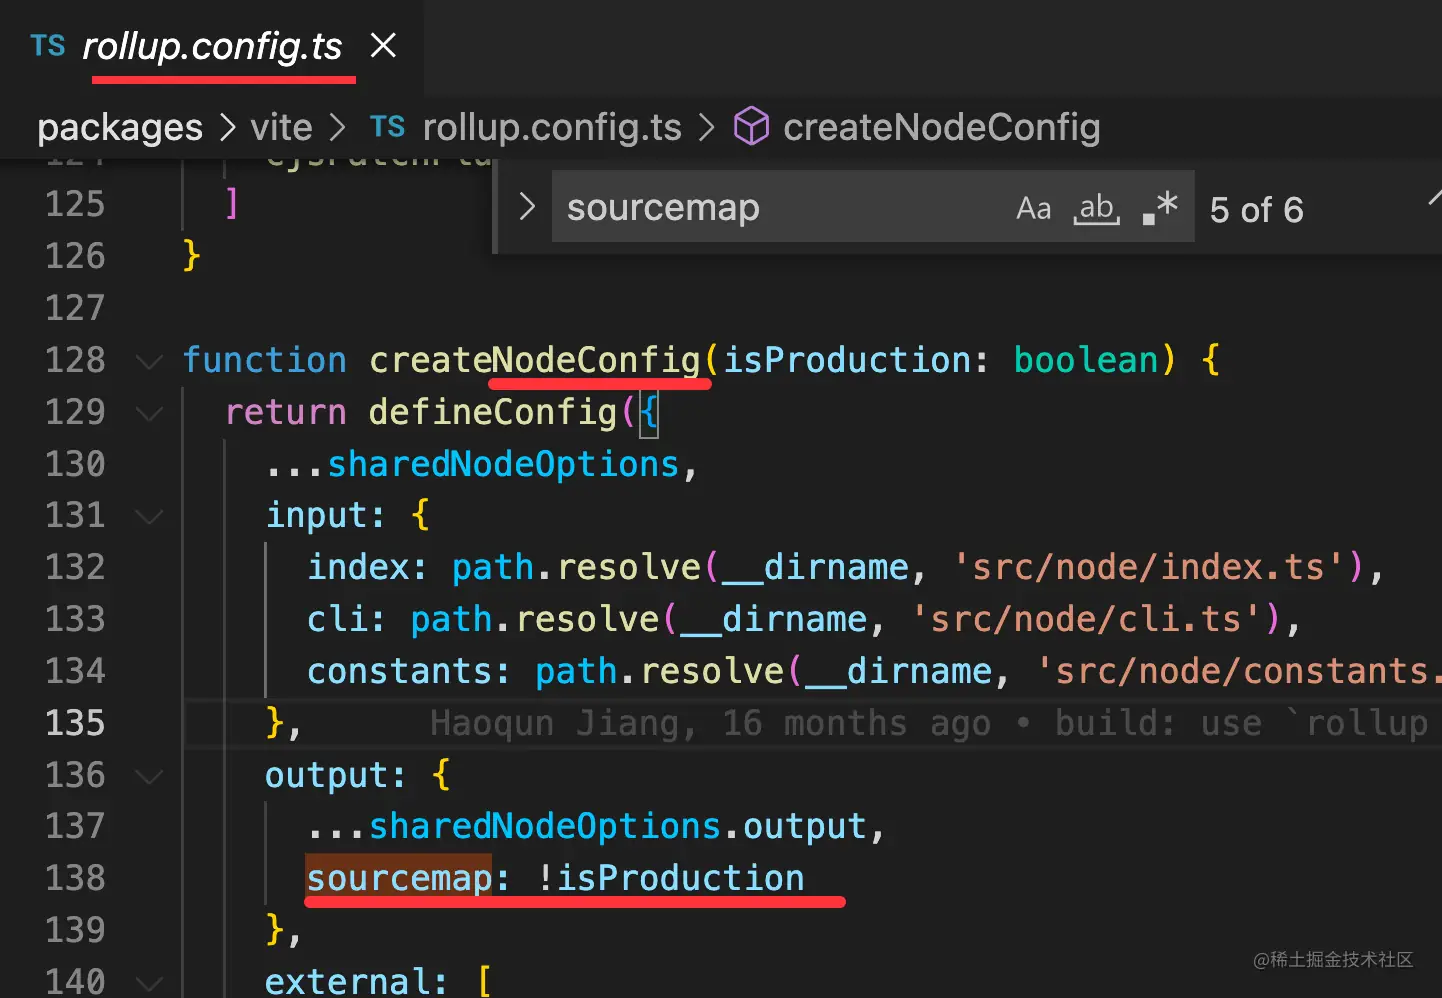 TS rollup.config.ts
packages > vite > TS rollup.config.ts > createNodeConfig
sourcemap Aa ab .* 5 of 6
125 ]
126 }
127
128 function createNodeConfig(isProduction: boolean) {
129 return defineConfig({
130 ...sharedNodeOptions,
131 input: {
132 index: path.resolve(__dirname, 'src/node/index.ts'),
133 cli: path.resolve(__dirname, 'src/node/cli.ts'),
134 constants: path.resolve(__dirname, 'src/node/constants.
135 }, Haoqun Jiang, 16 months ago • build: use `rollup
136 output: {
137 ...sharedNodeOptions.output,
138 sourcemap: !isProduction
139 },
140 external: [
@稀土掘金技术社区